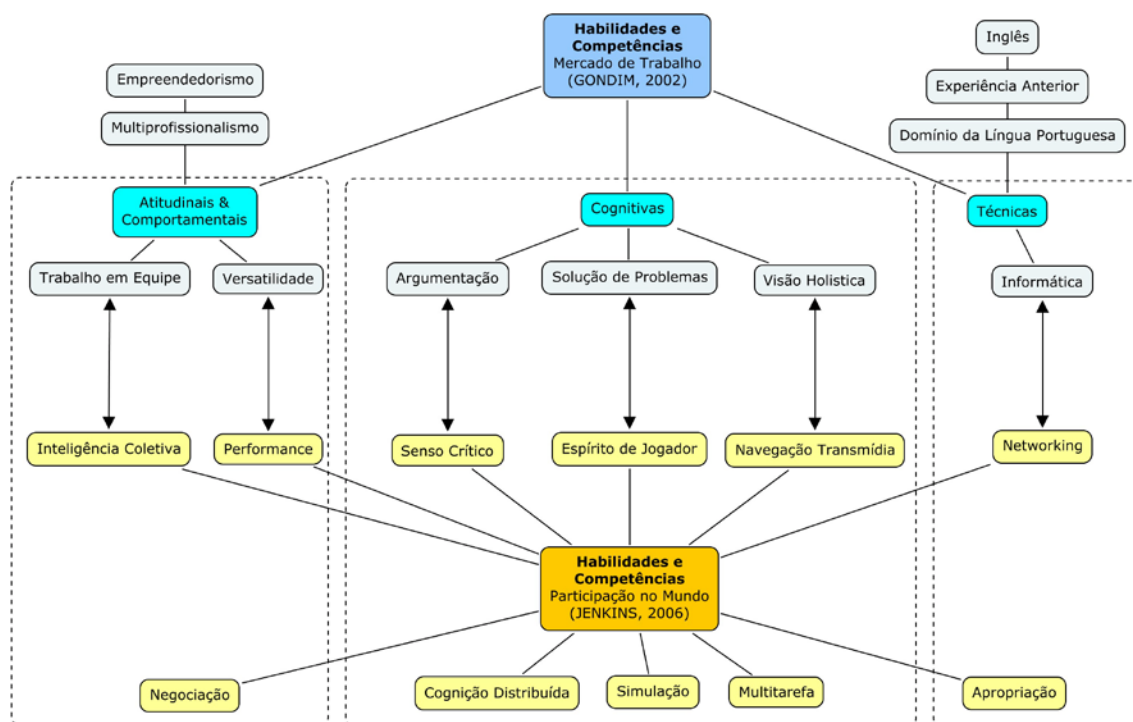 Habilidades e
Competências
Mercado de Trabalho
(GONDIM, 2002)
Inglês
Empreendedorismo
Experiência Anterior
Multiprofissionalismo
Domínio da Língua Portuguesa
Atitudinais &
Comportamentais
Cognitivas
Técnicas
Trabalho em Equipe
Versatilidade
Argumentação
Solução de Problemas
Visão Holistica
Informática
Inteligência Coletiva
Performance
Senso Crítico
Espírito de Jogador
Navegação Transmídia
Networking
Habilidades e
Competências
Participação no Mundo
(JENKINS, 2006)
Negociação
Cognição Distribuída
Simulação
Multitarefa
Apropriação